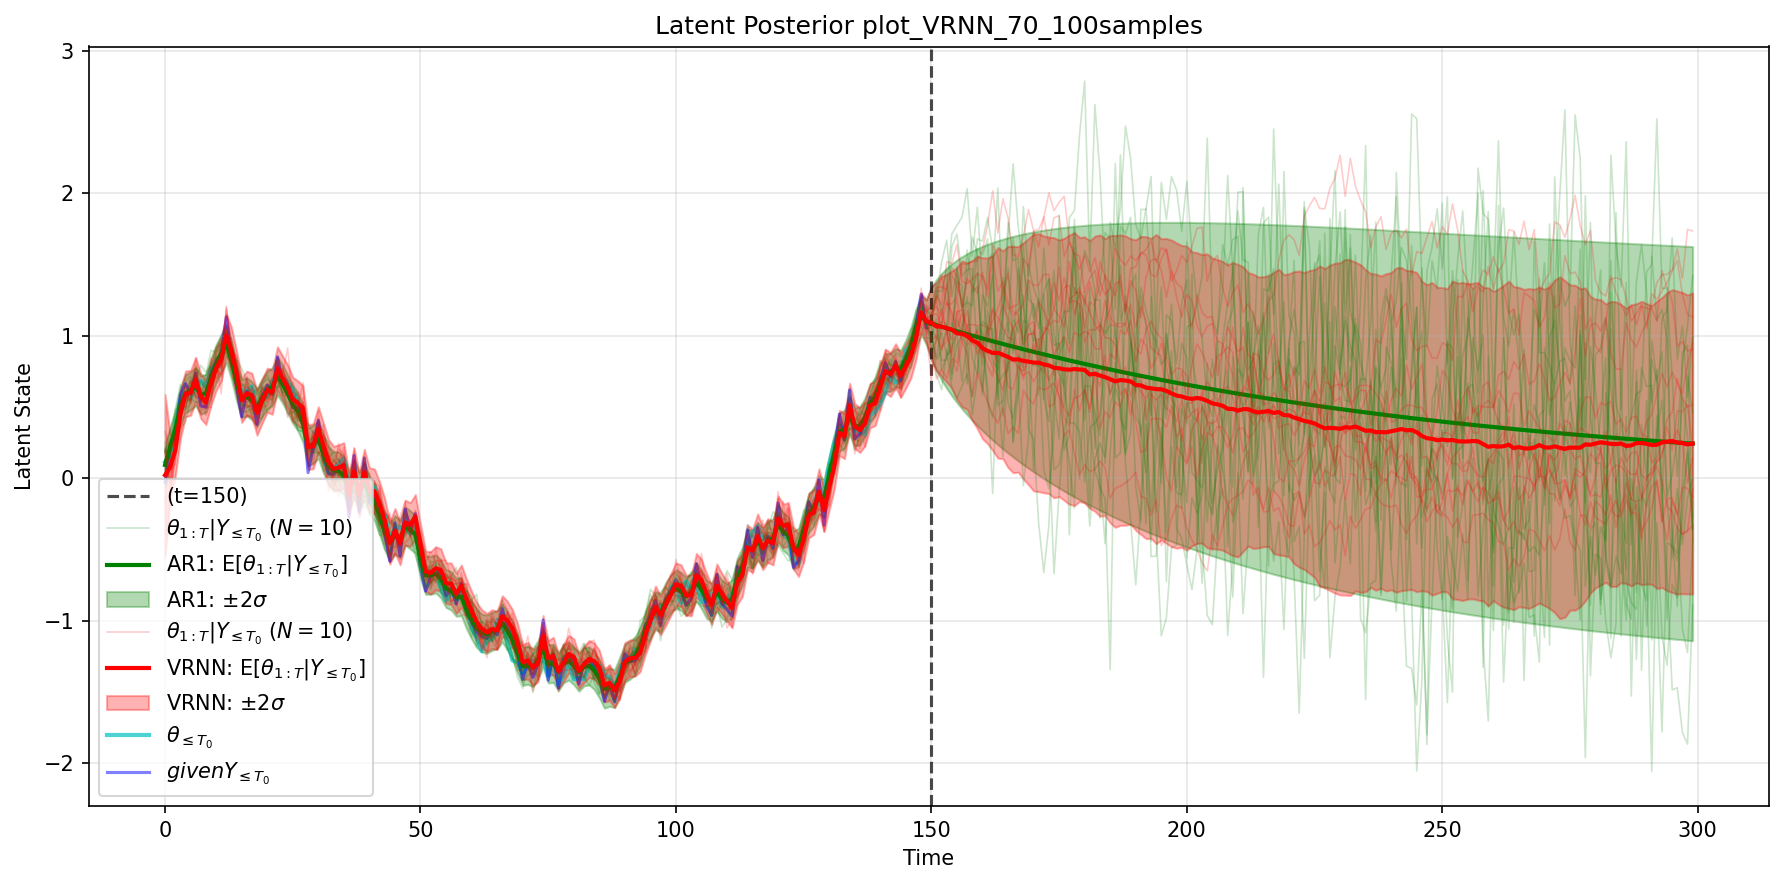 Latent Posterior plot_VRNN_70_100samples
Latent State
3
2
1
0
−1
−2
(t=150)
θ₁:T|Y≤T₀ (N = 10)
AR1: E[θ₁:T|Y≤T₀]
AR1: ±2σ
θ₁:T|Y≤T₀ (N = 10)
VRNN: E[θ₁:T|Y≤T₀]
VRNN: ±2σ
θ≤T₀
givenY≤T₀
0 50 100 150 200 250 300
Time